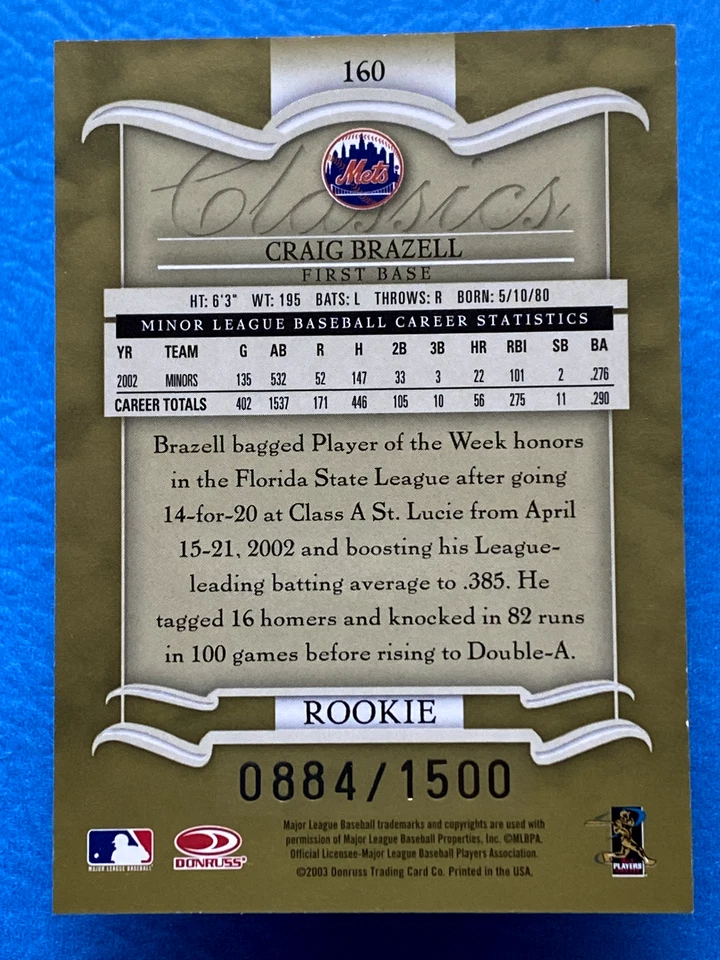 160
Mets
Classics
CRAIG BRAZELL
FIRST BASE
HT: 6'3" WT: 195 BATS: L THROWS: R BORN: 5/10/80
MINOR LEAGUE BASEBALL CAREER STATISTICS
YR TEAM G AB R H 2B 3B HR RBI SB BA
2002 MINORS 135 532 52 147 33 3 22 101 2 .276
CAREER TOTALS 402 1537 171 446 105 10 56 275 11 .290
Brazell bagged Player of the Week honors
in the Florida State League after going
14-for-20 at Class A St. Lucie from April
15-21, 2002 and boosting his League-
leading batting average to .385. He
tagged 16 homers and knocked in 82 runs
in 100 games before rising to Double-A.
ROOKIE
0884/1500
Major League Baseball trademarks and copyrights are used with
permission of Major League Baseball Properties, Inc. ©MLBPA.
Official Licensee-Major League Baseball Players Association.
©2003 Donruss Trading Card Co. Printed in the USA.
MAJOR LEAGUE BASEBALL
DONRUSS
PLAYERS